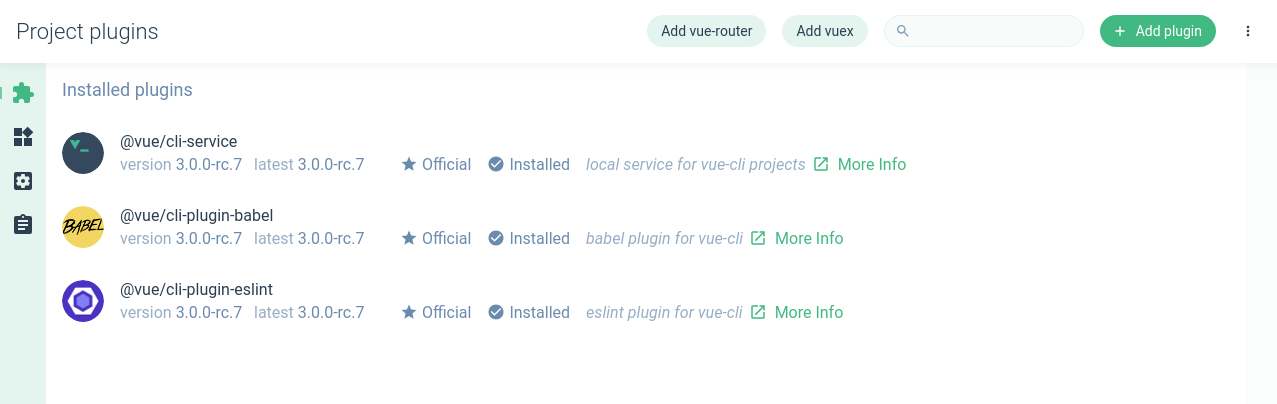 Project plugins
Add vue-router
Add vuex
Add plugin
Installed plugins
@vue/cli-service
version 3.0.0-rc.7 latest 3.0.0-rc.7 Official Installed local service for vue-cli projects More Info
BABEL
@vue/cli-plugin-babel
version 3.0.0-rc.7 latest 3.0.0-rc.7 Official Installed babel plugin for vue-cli More Info
@vue/cli-plugin-eslint
version 3.0.0-rc.7 latest 3.0.0-rc.7 Official Installed eslint plugin for vue-cli More Info